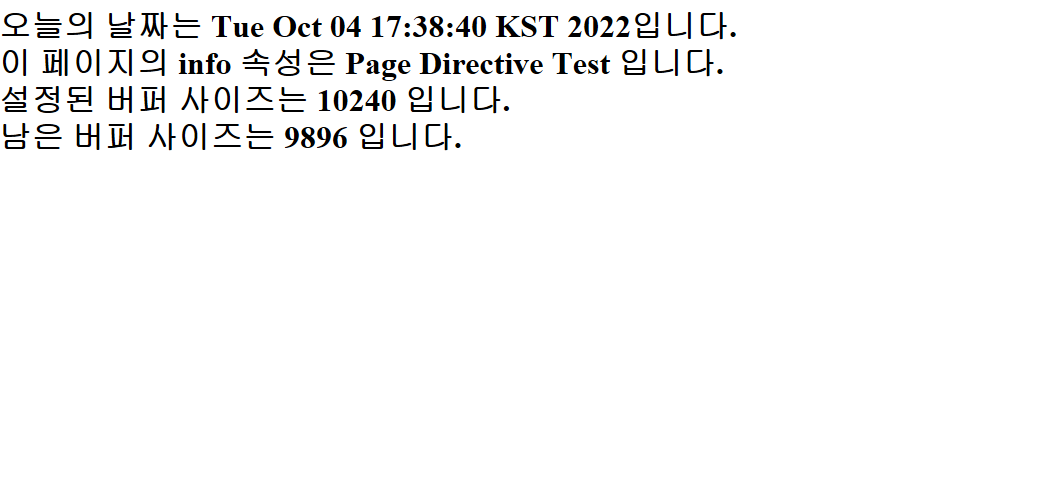 오늘의 날짜는 Tue Oct 04 17:38:40 KST 2022입니다.
이 페이지의 info 속성은 Page Directive Test 입니다.
설정된 버퍼 사이즈는 10240 입니다.
남은 버퍼 사이즈는 9896 입니다.